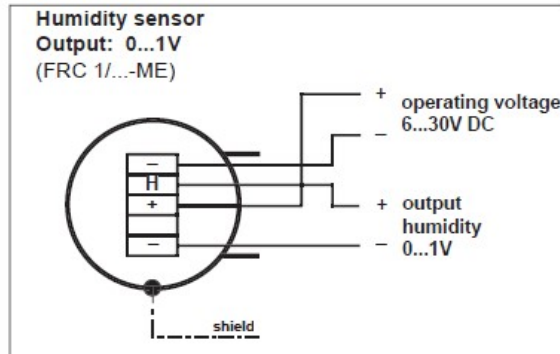 Humidity sensor
Output: 0...1V
(FRC 1/...-ME)
+ operating voltage
– 6...30V DC
–
H
+
–
+ output
humidity
– 0...1V
shield